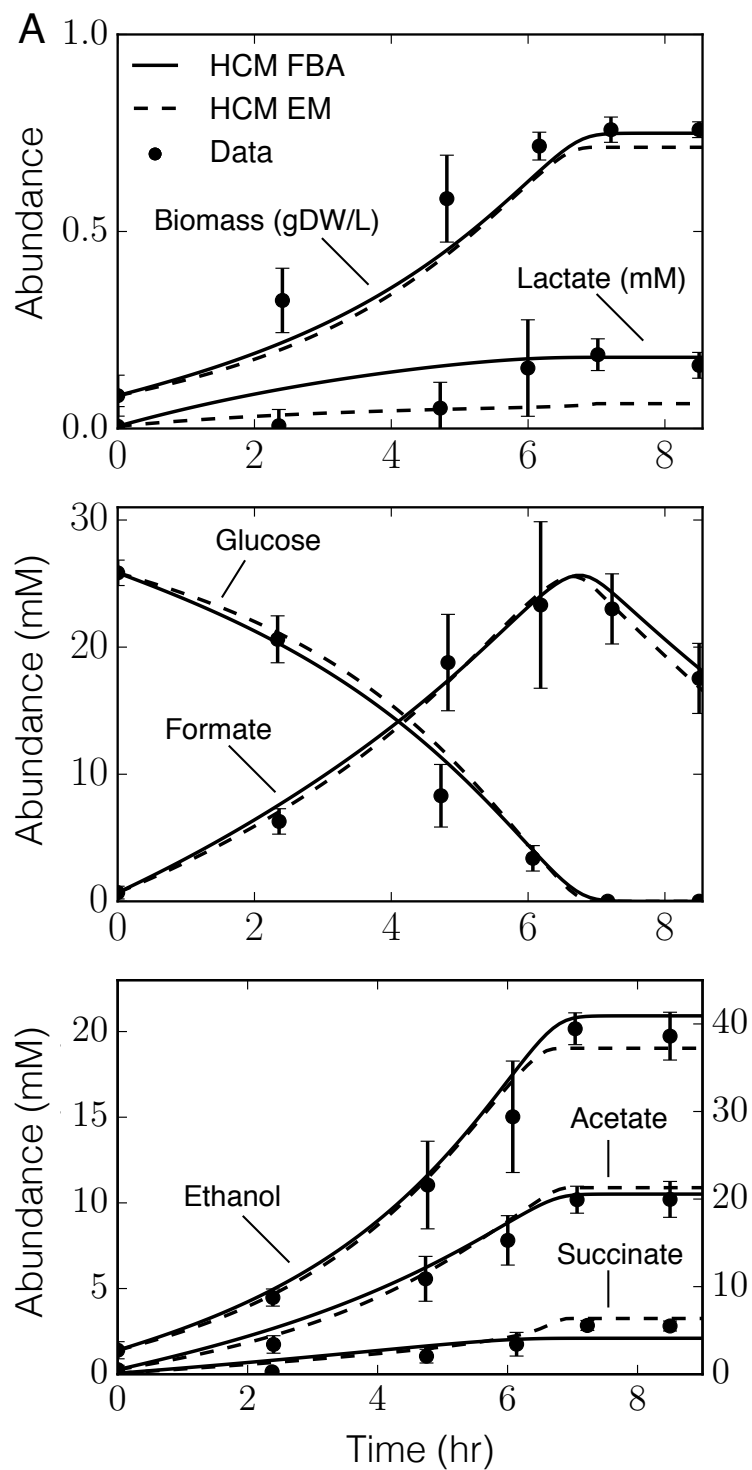 A
1.0
HCM FBA
HCM EM
Data
Abundance
Biomass (gDW/L)
0.5
Lactate (mM)
0.0
0 2 4 6 8
30
Glucose
Abundance (mM)
20
Formate
10
0
0 2 4 6 8
20 40
Abundance (mM)
15 30
Acetate
Ethanol
10 20
Succinate
5 10
0 0
0 2 4 6 8
Time (hr)